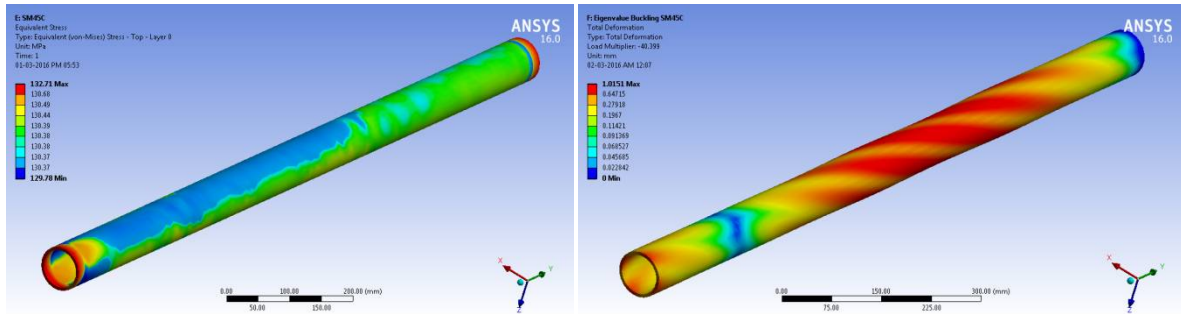 E: SM45C
Equivalent Stress
Type: Equivalent (von-Mises) Stress - Top - Layer 8
Unit: MPa
Time: 1
01-03-2016 PM 05:53
132.71 Max
130.60
130.49
130.44
130.39
130.38
130.38
130.37
130.37
129.78 Min
ANSYS
16.0
0.00 100.00 200.00 (mm)
50.00 150.00
X
Y
Z
F: Eigenvalue Buckling SM45C
Total Deformation
Type: Total Deformation
Load Multiplier: -40.399
Unit: mm
02-03-2016 AM 12:07
1.0151 Max
0.64715
0.27918
0.1967
0.11421
0.091369
0.068527
0.045685
0.022842
0 Min
ANSYS
16.0
0.00 150.00 300.00 (mm)
75.00 225.00
X
Y
Z